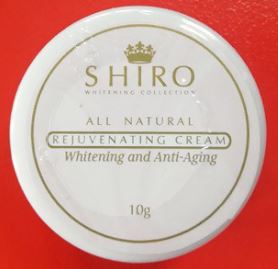 SHIRO
WHITENING COLLECTION
ALL NATURAL
REJUVENATING CREAM
Whitening and Anti-Aging
10g